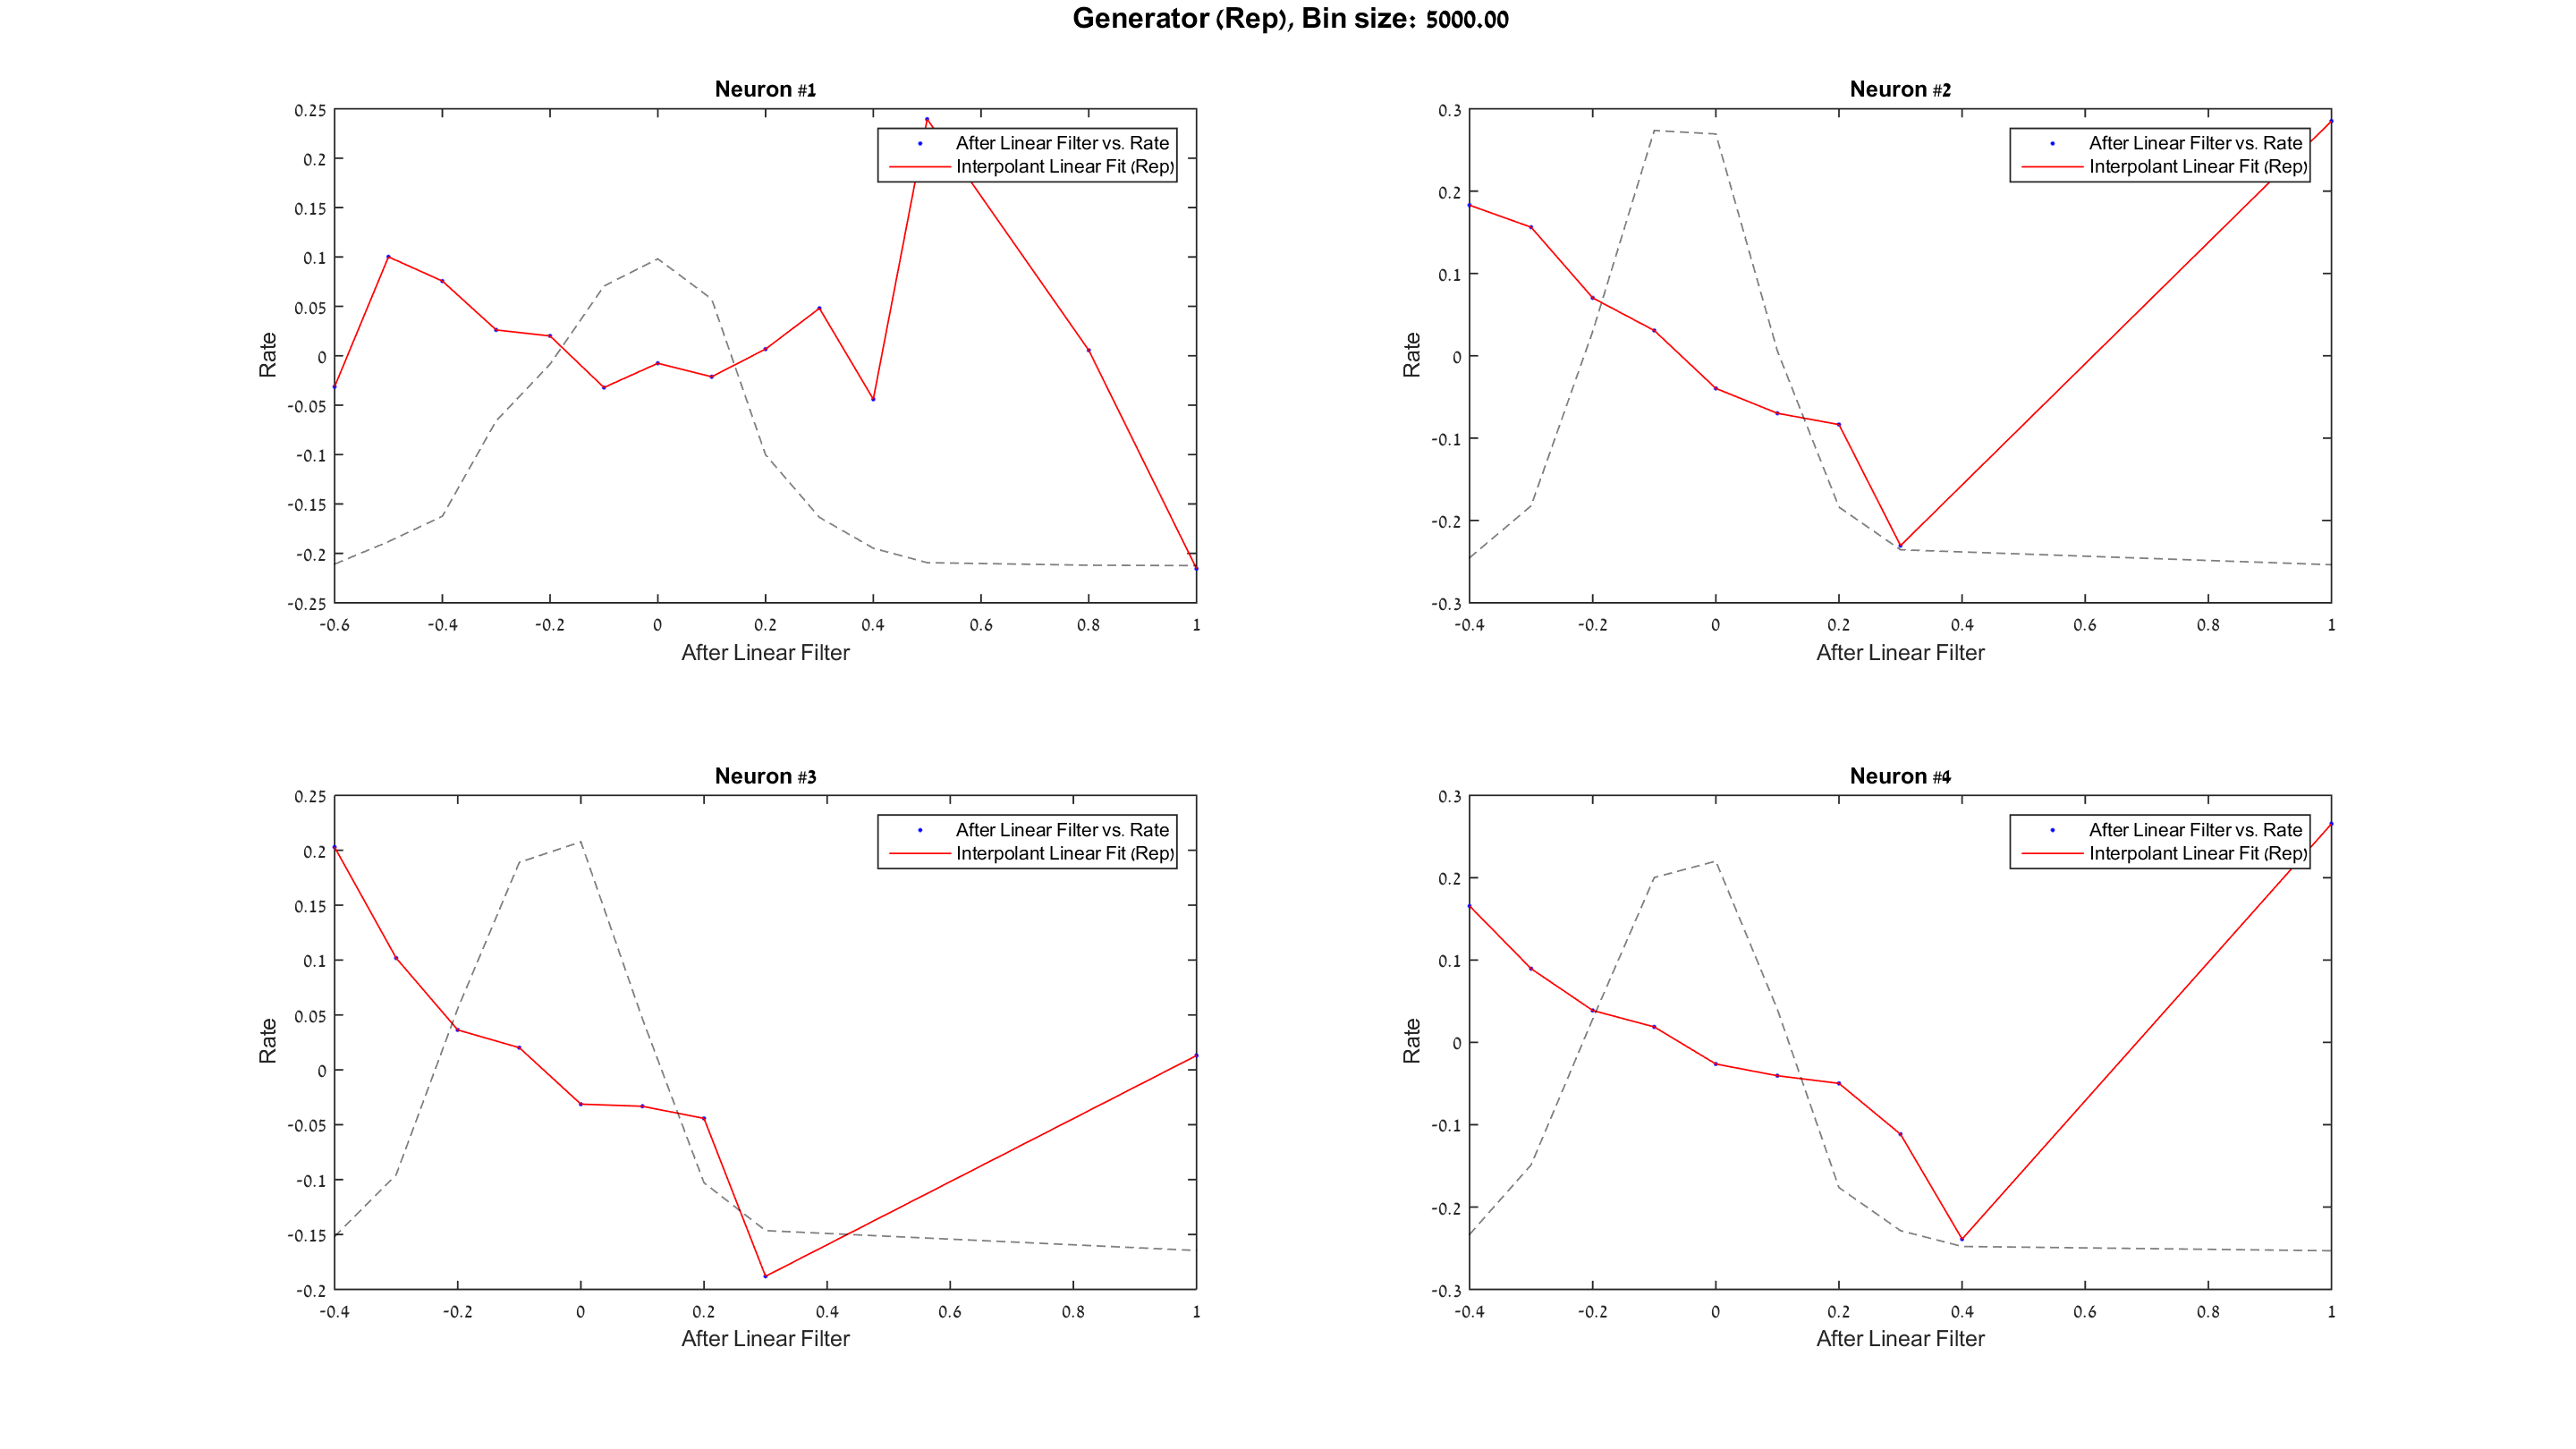 Generator (Rep), Bin size: 5000.00
Neuron #1
0.25
0.2
0.15
0.1
0.05
0
-0.05
-0.1
-0.15
-0.2
-0.25
Rate
-0.6 -0.4 -0.2 0 0.2 0.4 0.6 0.8 1
After Linear Filter
After Linear Filter vs. Rate
Interpolant Linear Fit (Rep)
Neuron #2
0.3
0.2
0.1
0
-0.1
-0.2
-0.3
Rate
-0.4 -0.2 0 0.2 0.4 0.6 0.8 1
After Linear Filter
After Linear Filter vs. Rate
Interpolant Linear Fit (Rep)
Neuron #3
0.25
0.2
0.15
0.1
0.05
0
-0.05
-0.1
-0.15
-0.2
Rate
-0.4 -0.2 0 0.2 0.4 0.6 0.8 1
After Linear Filter
After Linear Filter vs. Rate
Interpolant Linear Fit (Rep)
Neuron #4
0.3
0.2
0.1
0
-0.1
-0.2
-0.3
Rate
-0.4 -0.2 0 0.2 0.4 0.6 0.8 1
After Linear Filter
After Linear Filter vs. Rate
Interpolant Linear Fit (Rep)